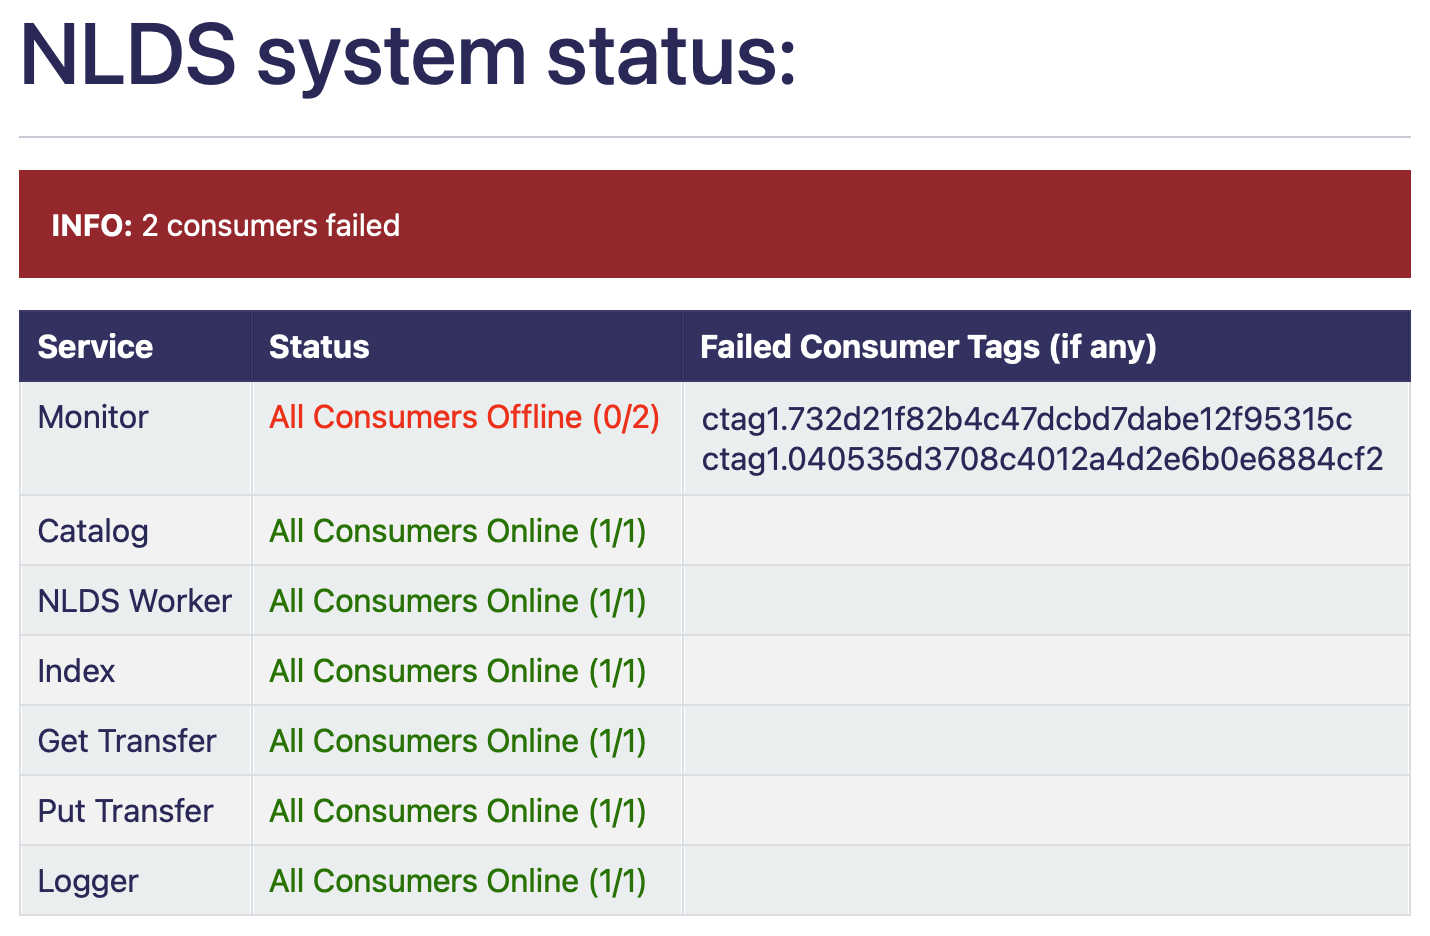 NLDS system status:
INFO: 2 consumers failed
Service Status Failed Consumer Tags (if any)
Monitor All Consumers Offline (0/2) ctag1.732d21f82b4c47dcbd7dabe12f95315c
ctag1.040535d3708c4012a4d2e6b0e6884cf2
Catalog All Consumers Online (1/1)
NLDS Worker All Consumers Online (1/1)
Index All Consumers Online (1/1)
Get Transfer All Consumers Online (1/1)
Put Transfer All Consumers Online (1/1)
Logger All Consumers Online (1/1)